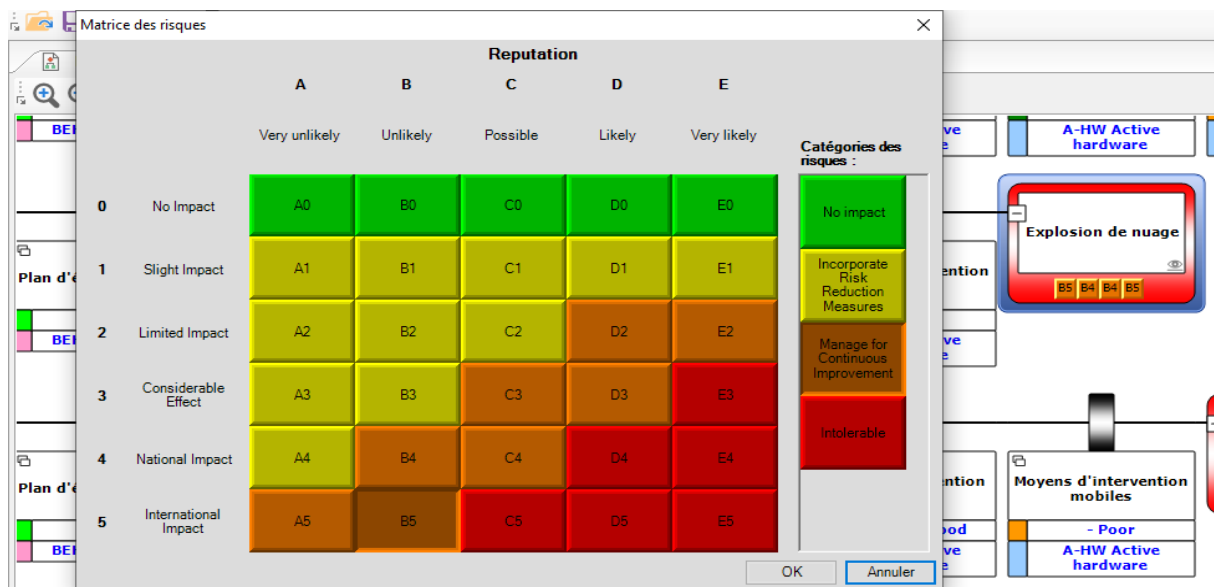 Matrice des risques
Reputation
A B C D E
Very unlikely Unlikely Possible Likely Very likely
Catégories des
risques :
0 No Impact A0 B0 C0 D0 E0
1 Slight Impact A1 B1 C1 D1 E1
2 Limited Impact A2 B2 C2 D2 E2
3 Considerable
Effect A3 B3 C3 D3 E3
4 National Impact A4 B4 C4 D4 E4
5 International
Impact A5 B5 C5 D5 E5
No impact
Incorporate
Risk
Reduction
Measures
Manage for
Continuous
Improvement
Intolerable
OK Annuler
A-HW Active
hardware
Explosion de nuage
B5 B4 B4 B5
Plan d'é
Moyens d'intervention
mobiles
- Poor
A-HW Active
hardware
Plan d'é